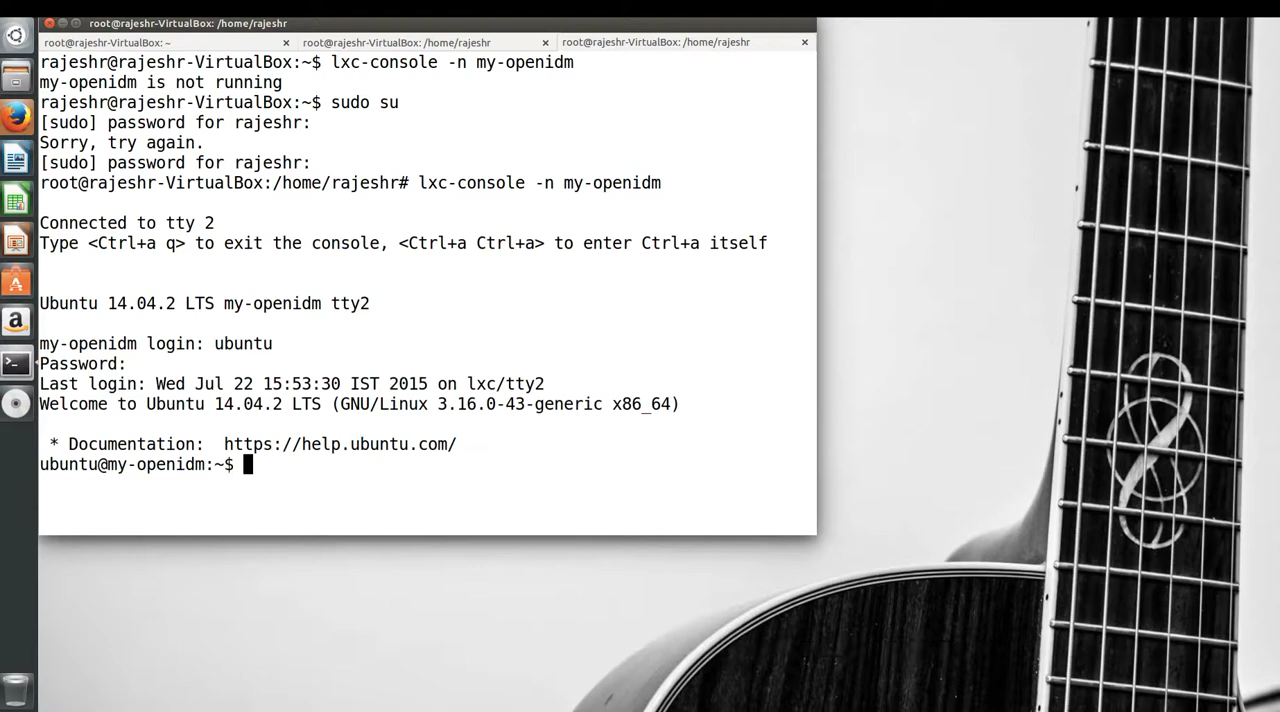 root@rajeshr-VirtualBox: /home/rajeshr
root@rajeshr-VirtualBox: ~
root@rajeshr-VirtualBox: /home/rajeshr
root@rajeshr-VirtualBox: /home/rajeshr
rajeshr@rajeshr-VirtualBox:~$ lxc-console -n my-openidm
my-openidm is not running
rajeshr@rajeshr-VirtualBox:~$ sudo su
[sudo] password for rajeshr:
Sorry, try again.
[sudo] password for rajeshr:
root@rajeshr-VirtualBox:/home/rajeshr# lxc-console -n my-openidm
Connected to tty 2
Type <Ctrl+a q> to exit the console, <Ctrl+a Ctrl+a> to enter Ctrl+a itself
Ubuntu 14.04.2 LTS my-openidm tty2
my-openidm login: ubuntu
Password:
Last login: Wed Jul 22 15:53:30 IST 2015 on lxc/tty2
Welcome to Ubuntu 14.04.2 LTS (GNU/Linux 3.16.0-43-generic x86_64)
* Documentation:  https://help.ubuntu.com/
ubuntu@my-openidm:~$